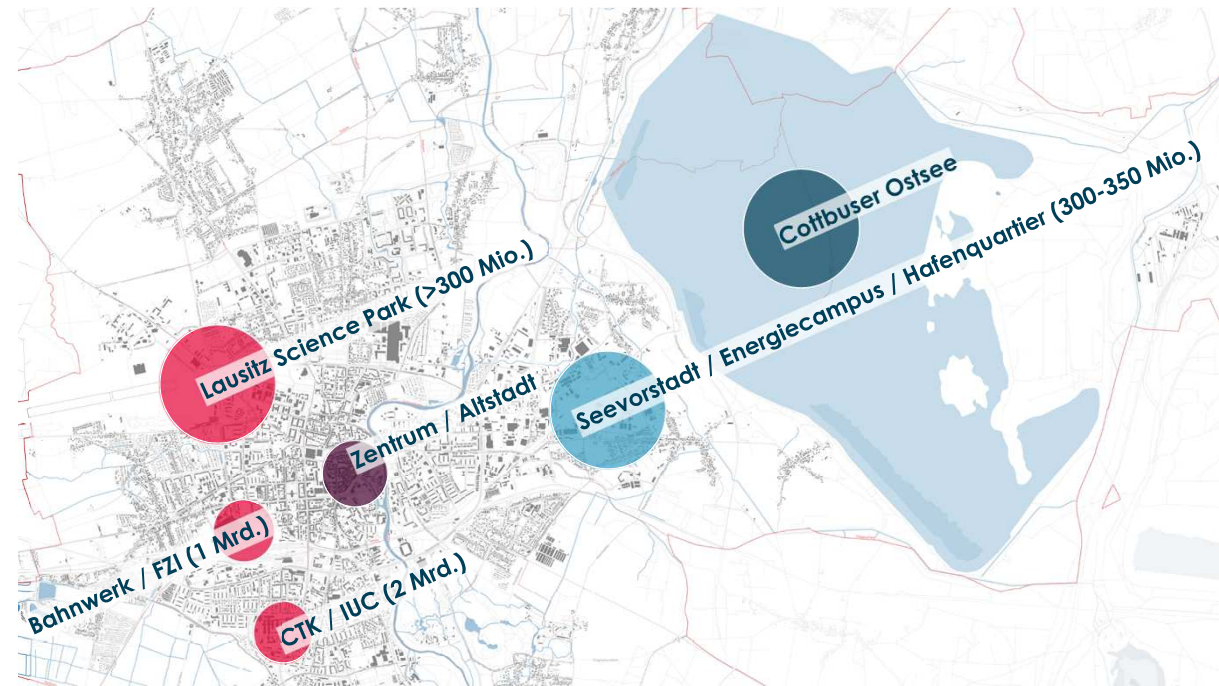 Cottbuser Ostsee
Seevorstadt / Energiecampus / Hafenquartier (300-350 Mio.)
Lausitz Science Park (>300 Mio.)
Zentrum / Altstadt
Bahnwerk / FZI (1 Mrd.)
CTK / IUC (2 Mrd.)